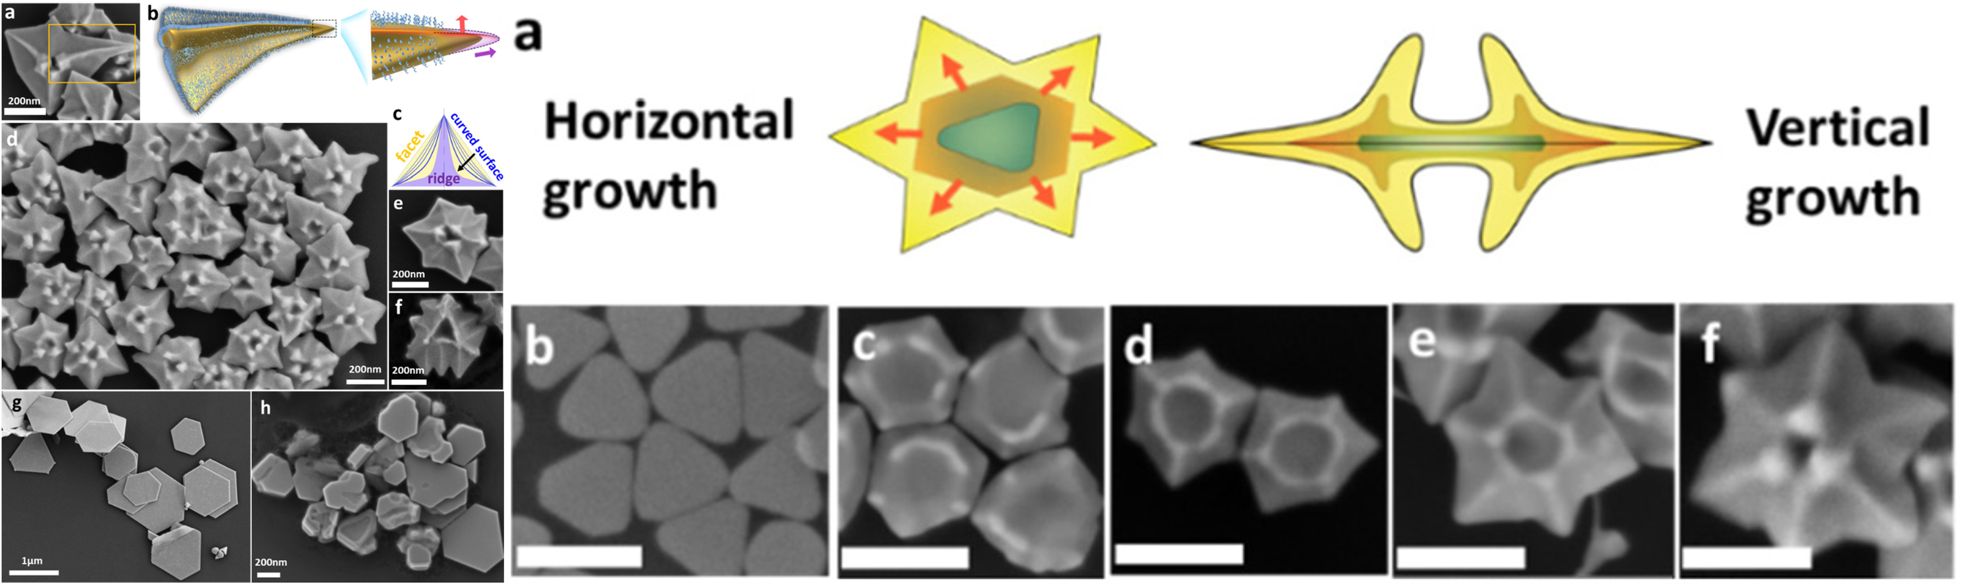 a
b
200nm
c
facet
curved surface
ridge
d
200nm
e
200nm
f
200nm
g
1μm
h
200nm
a
Horizontal
growth
Vertical
growth
b
c
d
e
f